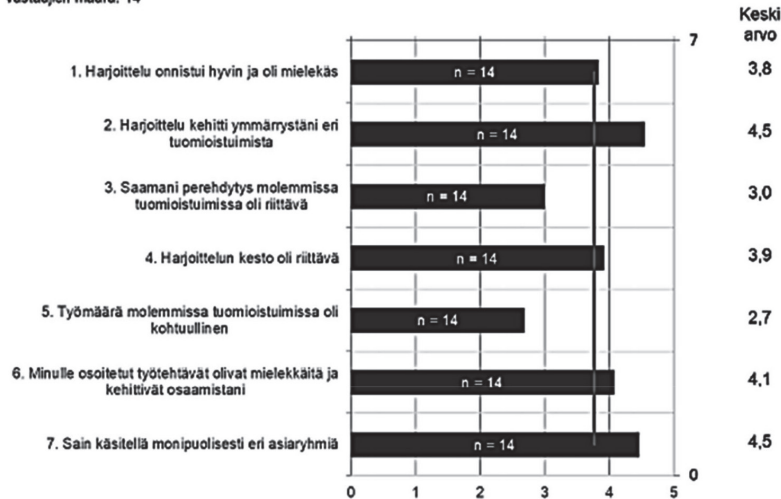 Vastaajien määrä: 14
Keski
arvo
7
1. Harjoittelu onnistui hyvin ja oli mielekäs
n = 14
3,8
2. Harjoittelu kehitti ymmärrystäni eri
tuomioistuimista
n = 14
4,5
3. Saamani perehdytys molemmissa
tuomioistuimissa oli riittävä
n = 14
3,0
4. Harjoittelun kesto oli riittävä
n = 14
3,9
5. Työmäärä molemmissa tuomioistuimissa oli
kohtuullinen
n = 14
2,7
6. Minulle osoitetut työtehtävät olivat mielekkäitä ja
kehittivät osaamistani
n = 14
4,1
7. Sain käsitellä monipuolisesti eri asiaryhmiä
n = 14
4,5
0
0 1 2 3 4 5